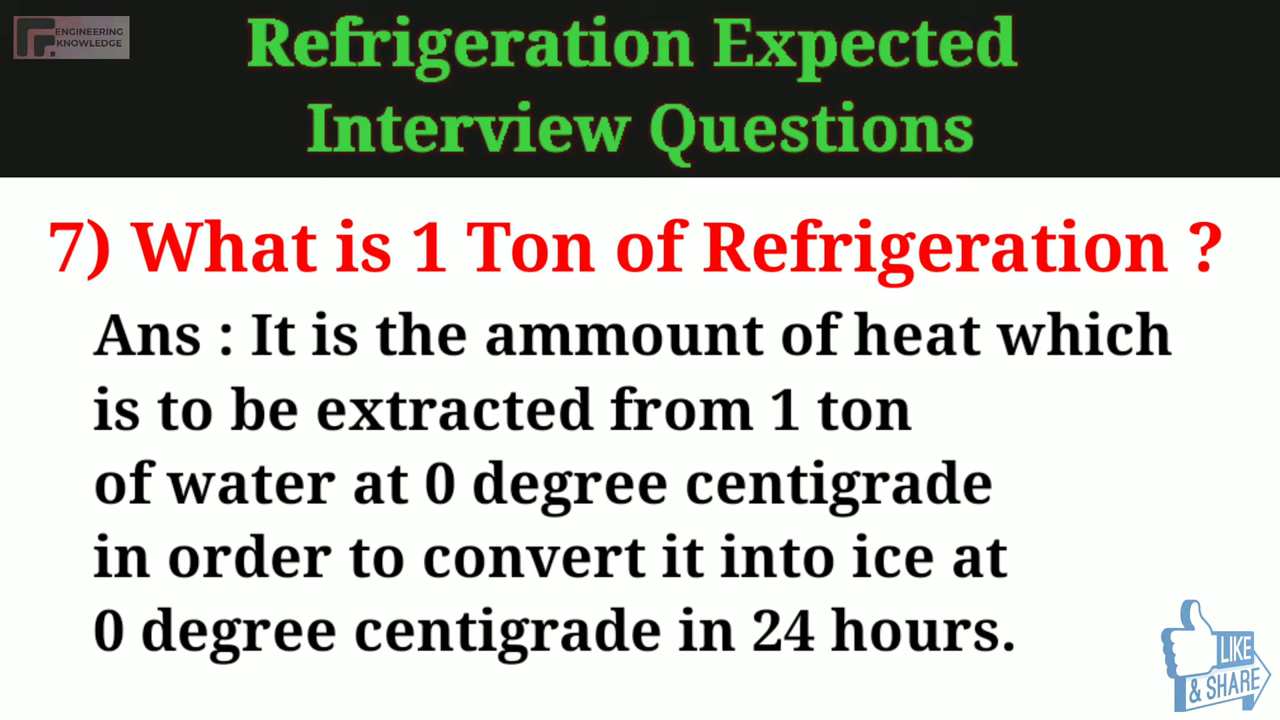 ENGINEERING
KNOWLEDGE
Refrigeration Expected
Interview Questions
7) What is 1 Ton of Refrigeration ?
Ans : It is the ammount of heat which
is to be extracted from 1 ton
of water at 0 degree centigrade
in order to convert it into ice at
0 degree centigrade in 24 hours.
LIKE
& SHARE